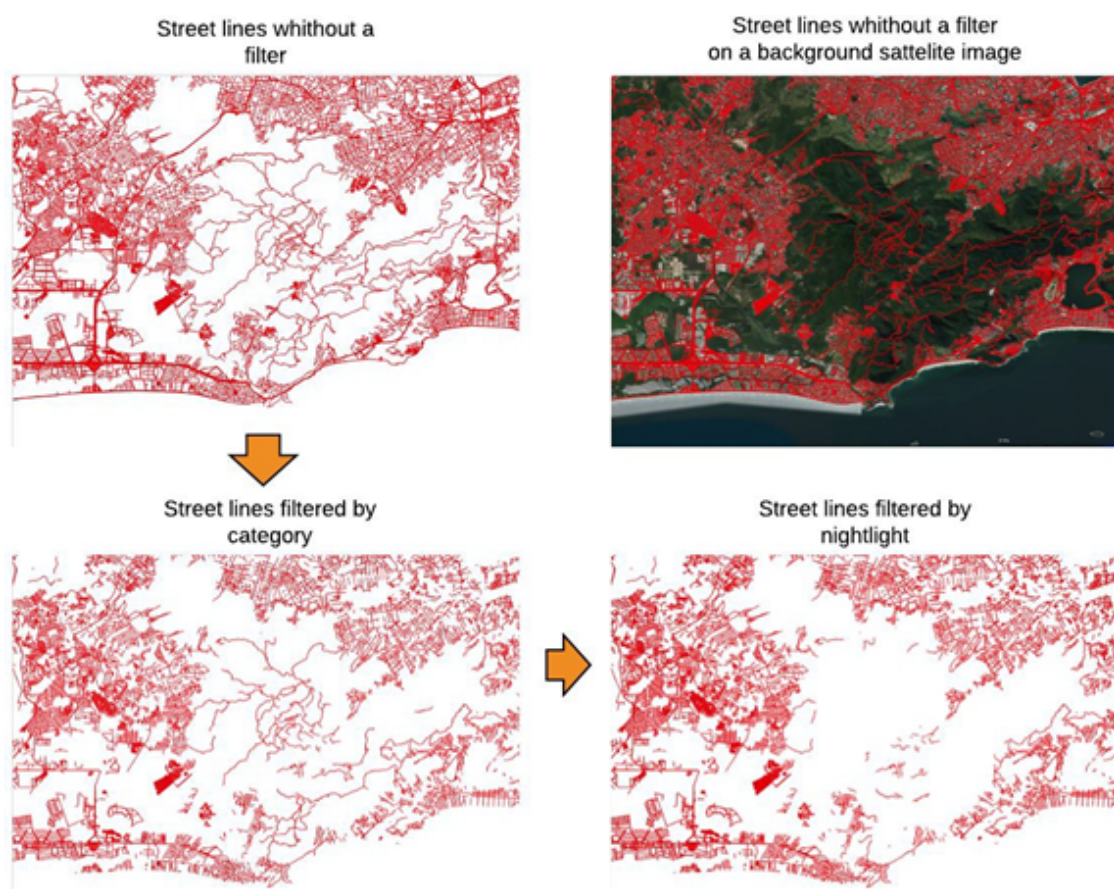 Street lines whithout a
filter
Street lines whithout a filter
on a background sattelite image
Street lines filtered by
category
Street lines filtered by
nightlight